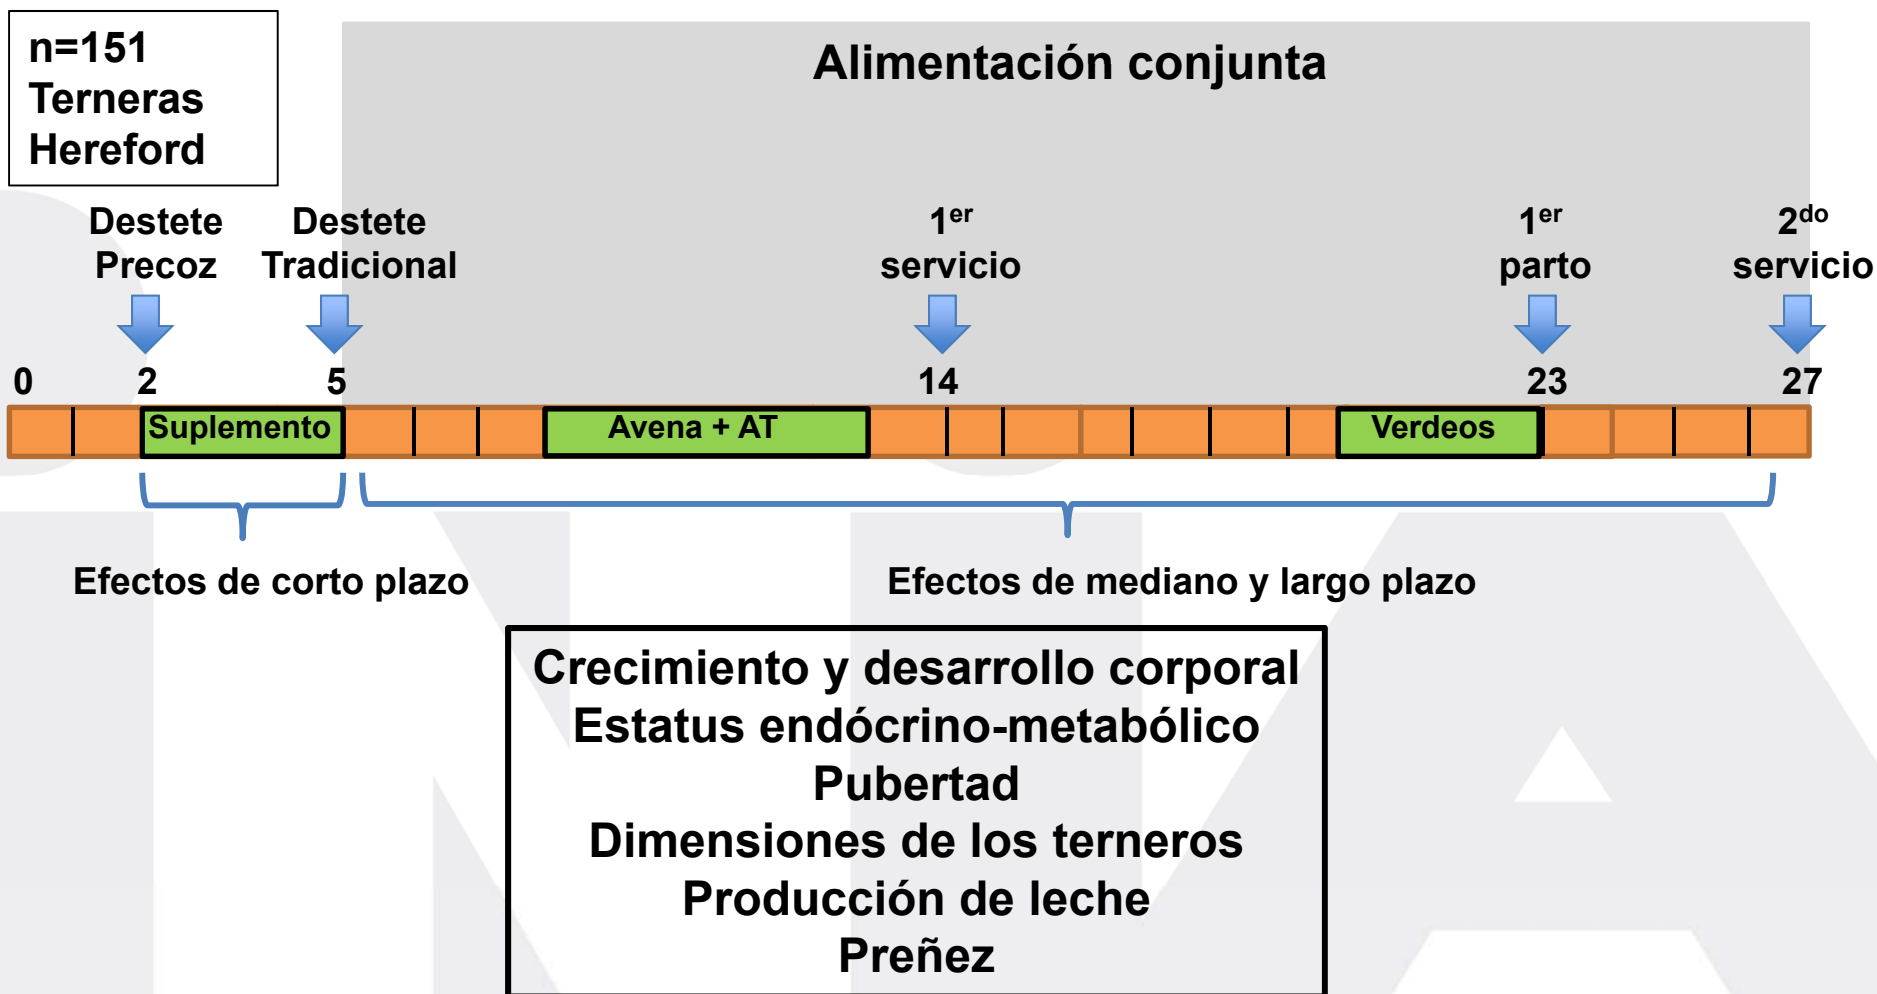 n=151
Terneras
Hereford
Alimentación conjunta
Destete
Precoz
Destete
Tradicional
1er
servicio
1er
parto
2do
servicio
0 2 5 14 23 27
Suplemento Avena + AT Verdeos
Efectos de corto plazo
Efectos de mediano y largo plazo
Crecimiento y desarrollo corporal
Estatus endócrino-metabólico
Pubertad
Dimensiones de los terneros
Producción de leche
Preñez